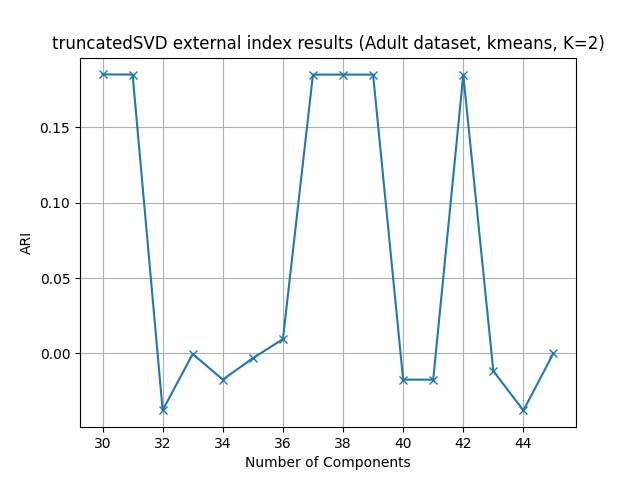 truncatedSVD external index results (Adult dataset, kmeans, K=2)
0.15
0.10
0.05
0.00
ARI
30 32 34 36 38 40 42 44
Number of Components